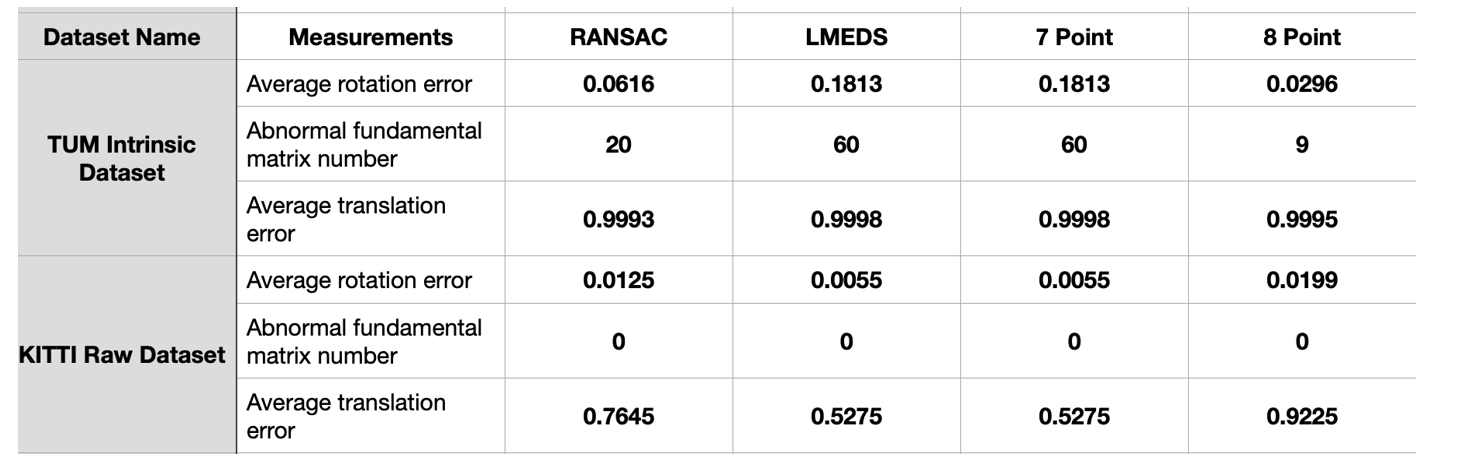 Dataset Name Measurements RANSAC LMEDS 7 Point 8 Point
TUM Intrinsic
Dataset
Average rotation error 0.0616 0.1813 0.1813 0.0296
Abnormal fundamental
matrix number 20 60 60 9
Average translation
error 0.9993 0.9998 0.9998 0.9995
KITTI Raw Dataset
Average rotation error 0.0125 0.0055 0.0055 0.0199
Abnormal fundamental
matrix number 0 0 0 0
Average translation
error 0.7645 0.5275 0.5275 0.9225